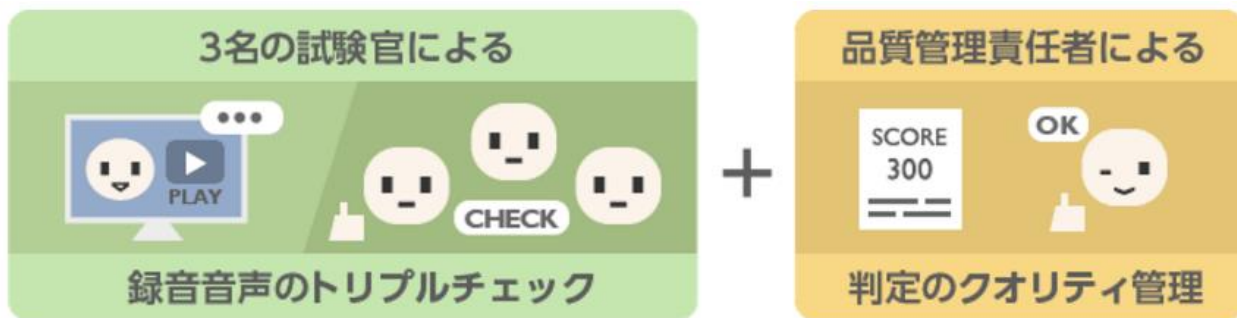 3名の試験官による
•••
PLAY
CHECK
録音音声のトリプルチェック
+
品質管理責任者による
SCORE
300
OK
判定のクオリティ管理